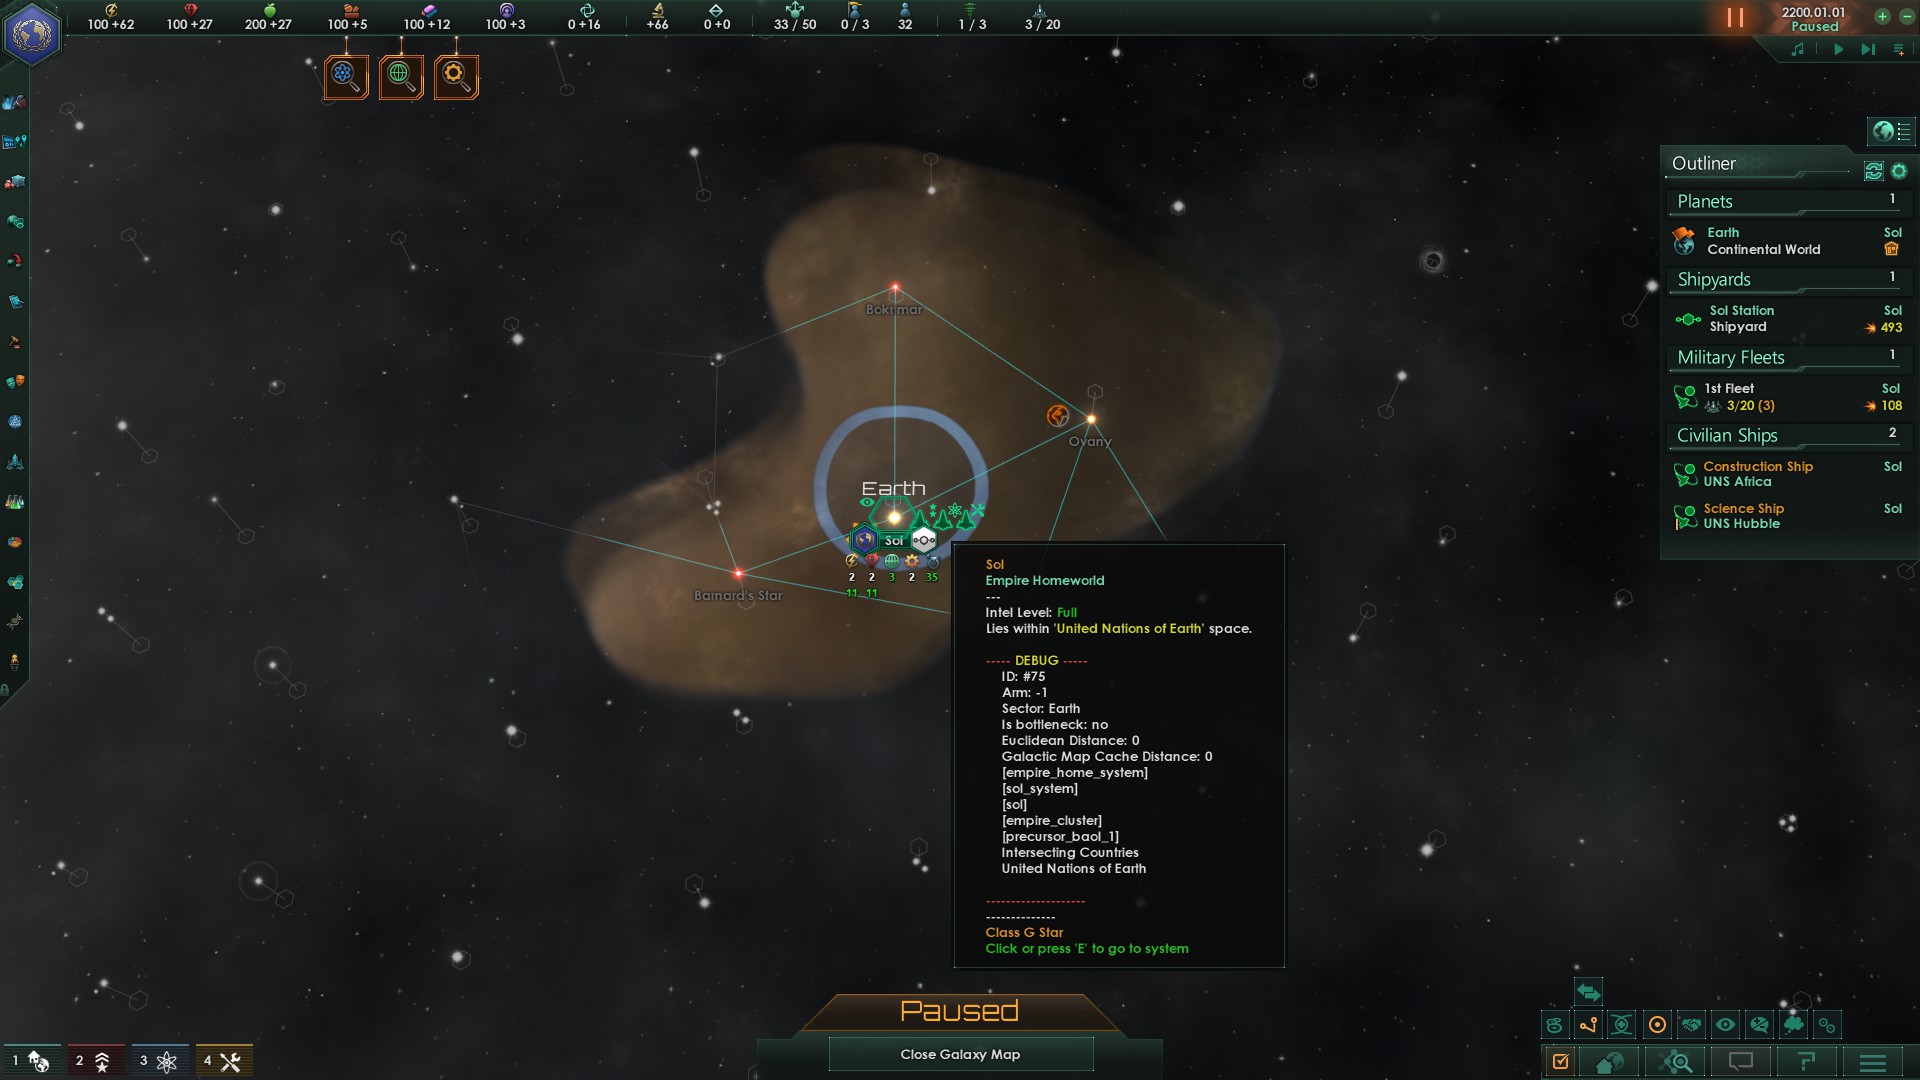 100 +62
100 +27
200 +27
100 +5
100 +12
100 +3
0 +16
+66
0 +0
33 / 50
0 / 3
32
1 / 3
3 / 20
2200.01.01
Paused
Outliner
Planets 1
Earth Sol
Continental World
Shipyards 1
Sol Station Sol
Shipyard 493
Military Fleets 1
1st Fleet Sol
3/20 (3) 108
Civilian Ships 2
Construction Ship Sol
UNS Africa
Science Ship Sol
UNS Hubble
Bokrimar
Ovany
Earth
Sol
2 2 3 2 35
11 11
Barnard's Star
Sol
Empire Homeworld
---
Intel Level: Full
Lies within 'United Nations of Earth' space.
----- DEBUG -----
ID: #75
Arm: -1
Sector: Earth
Is bottleneck: no
Euclidean Distance: 0
Galactic Map Cache Distance: 0
[empire_home_system]
[sol_system]
[sol]
[empire_cluster]
[precursor_baol_1]
Intersecting Countries
United Nations of Earth
--------------------
--------------
Class G Star
Click or press 'E' to go to system
Paused
Close Galaxy Map
1
2
3
4